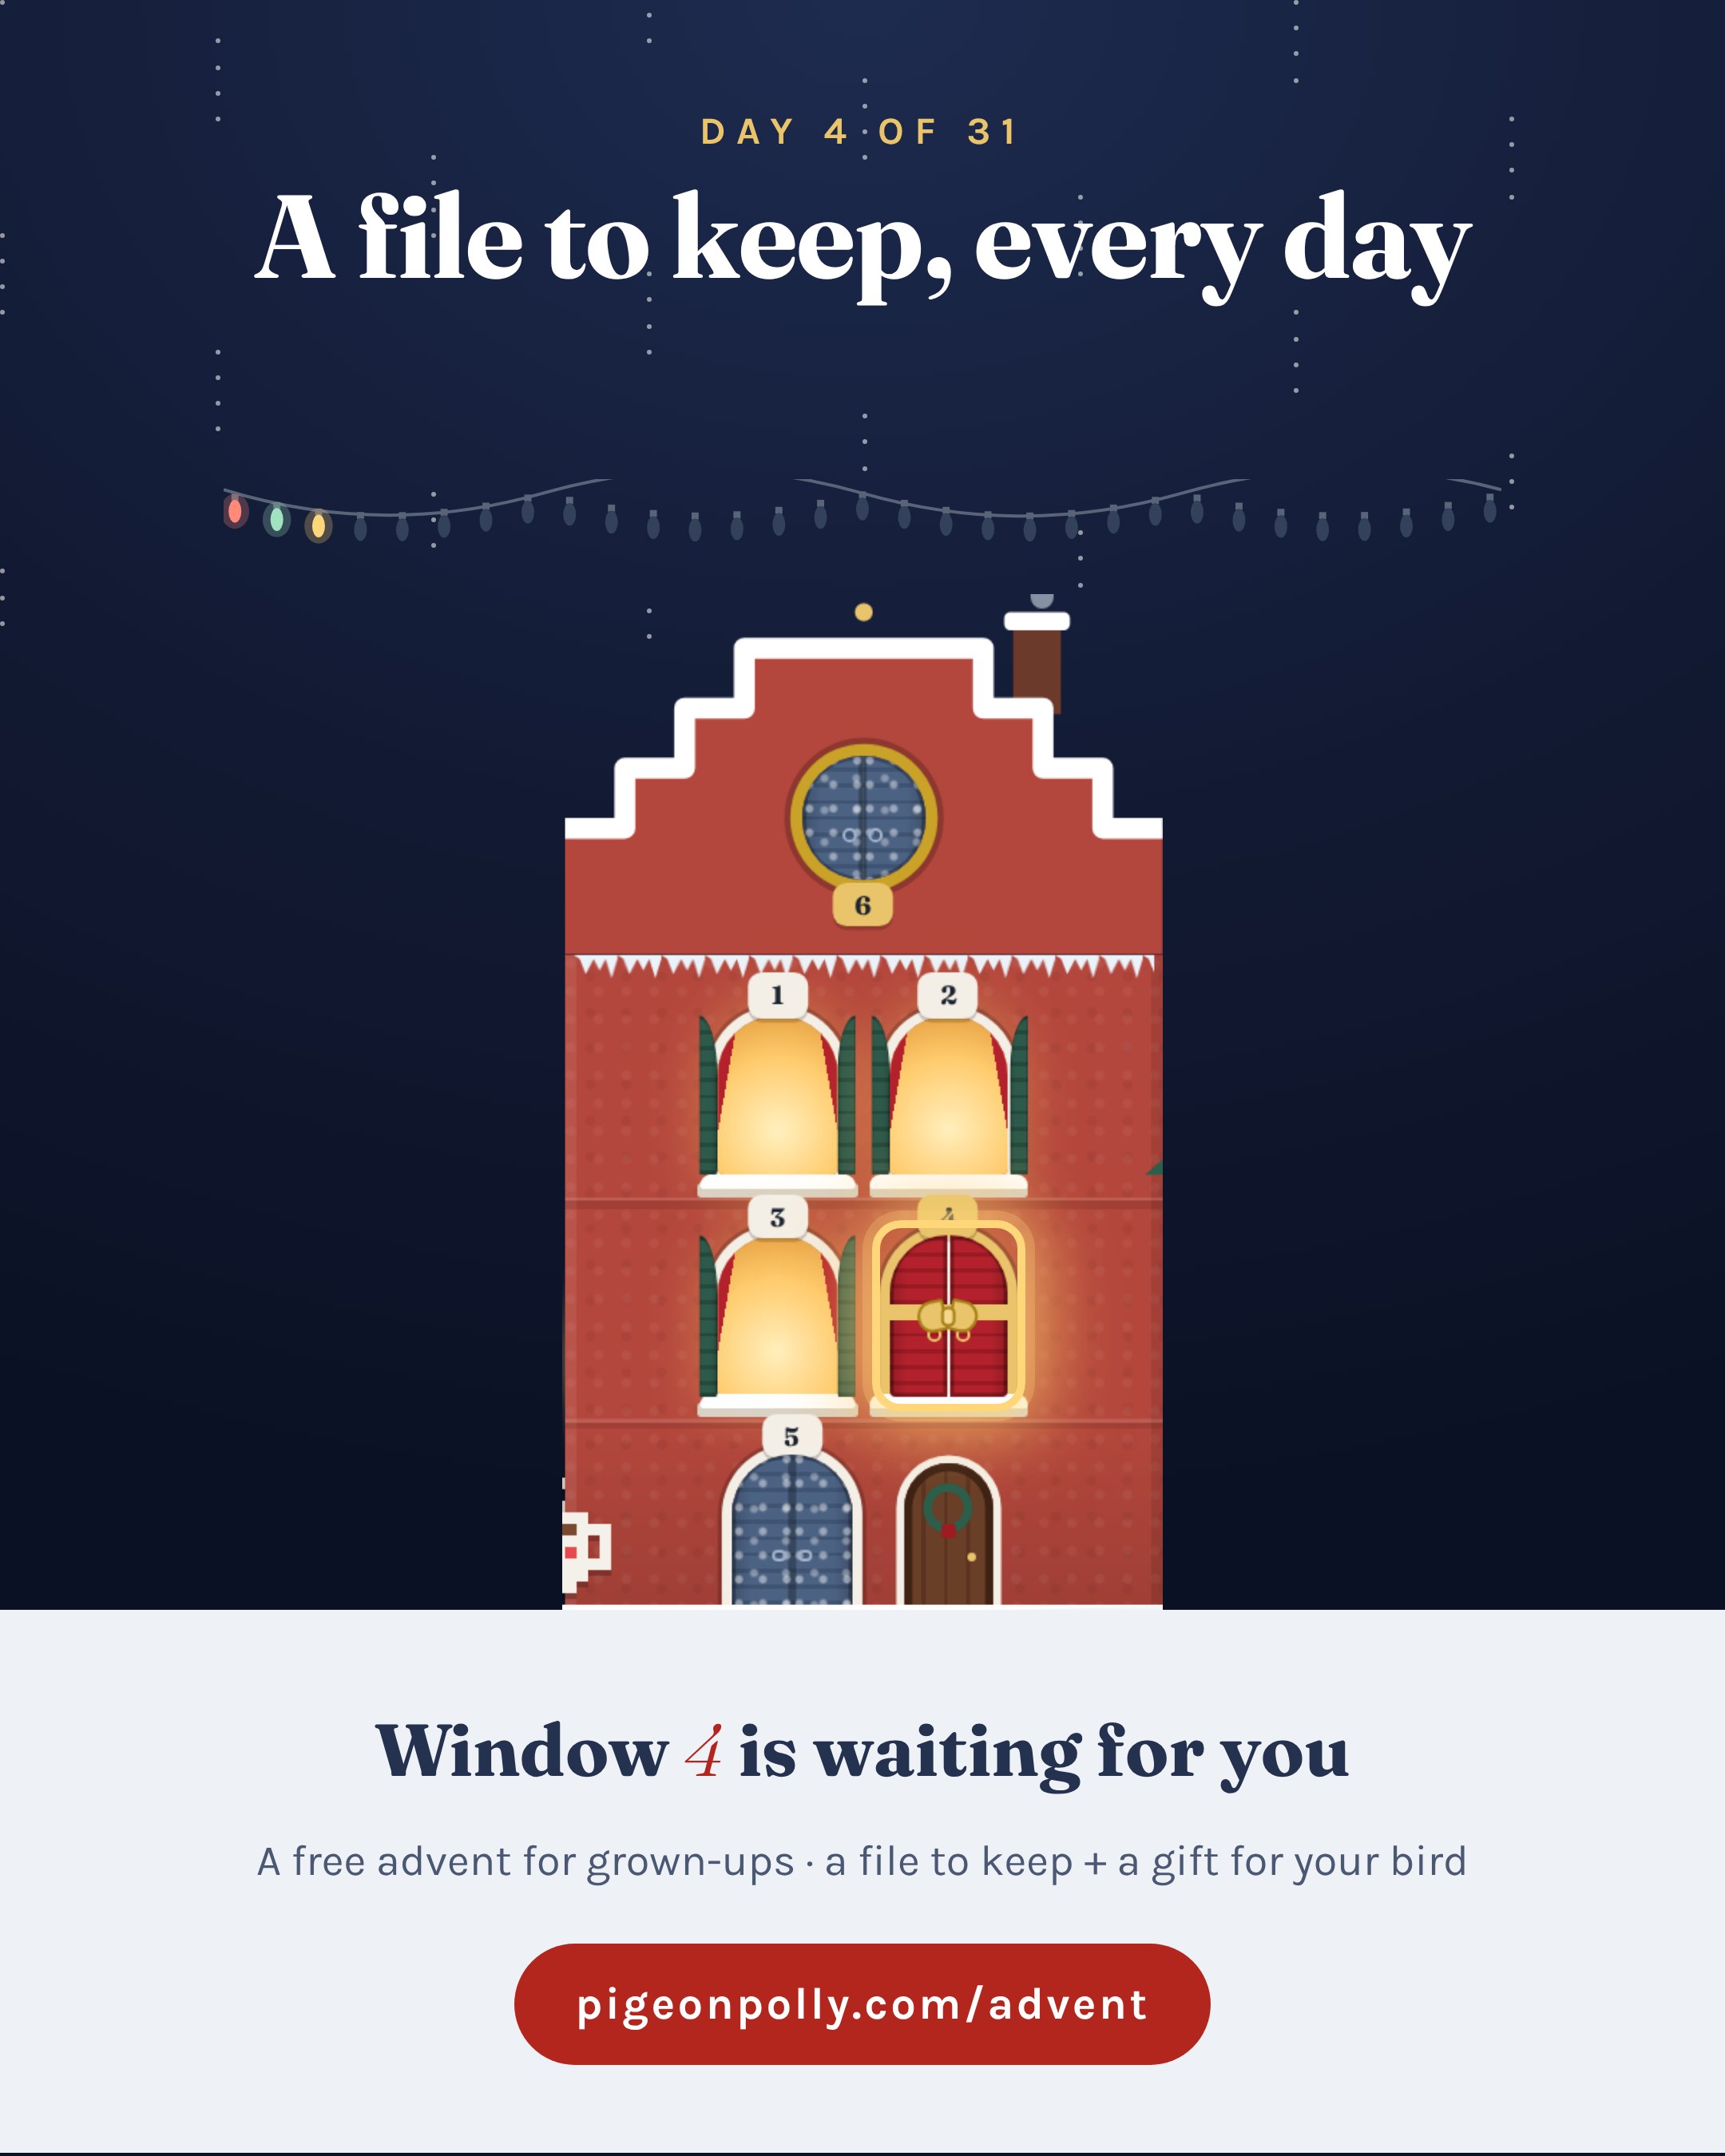 DAY 4 OF 31
A file to keep, every day
6
1 2
3 4
5
Window 4 is waiting for you
A free advent for grown-ups · a file to keep + a gift for your bird
pigeonpolly.com/advent